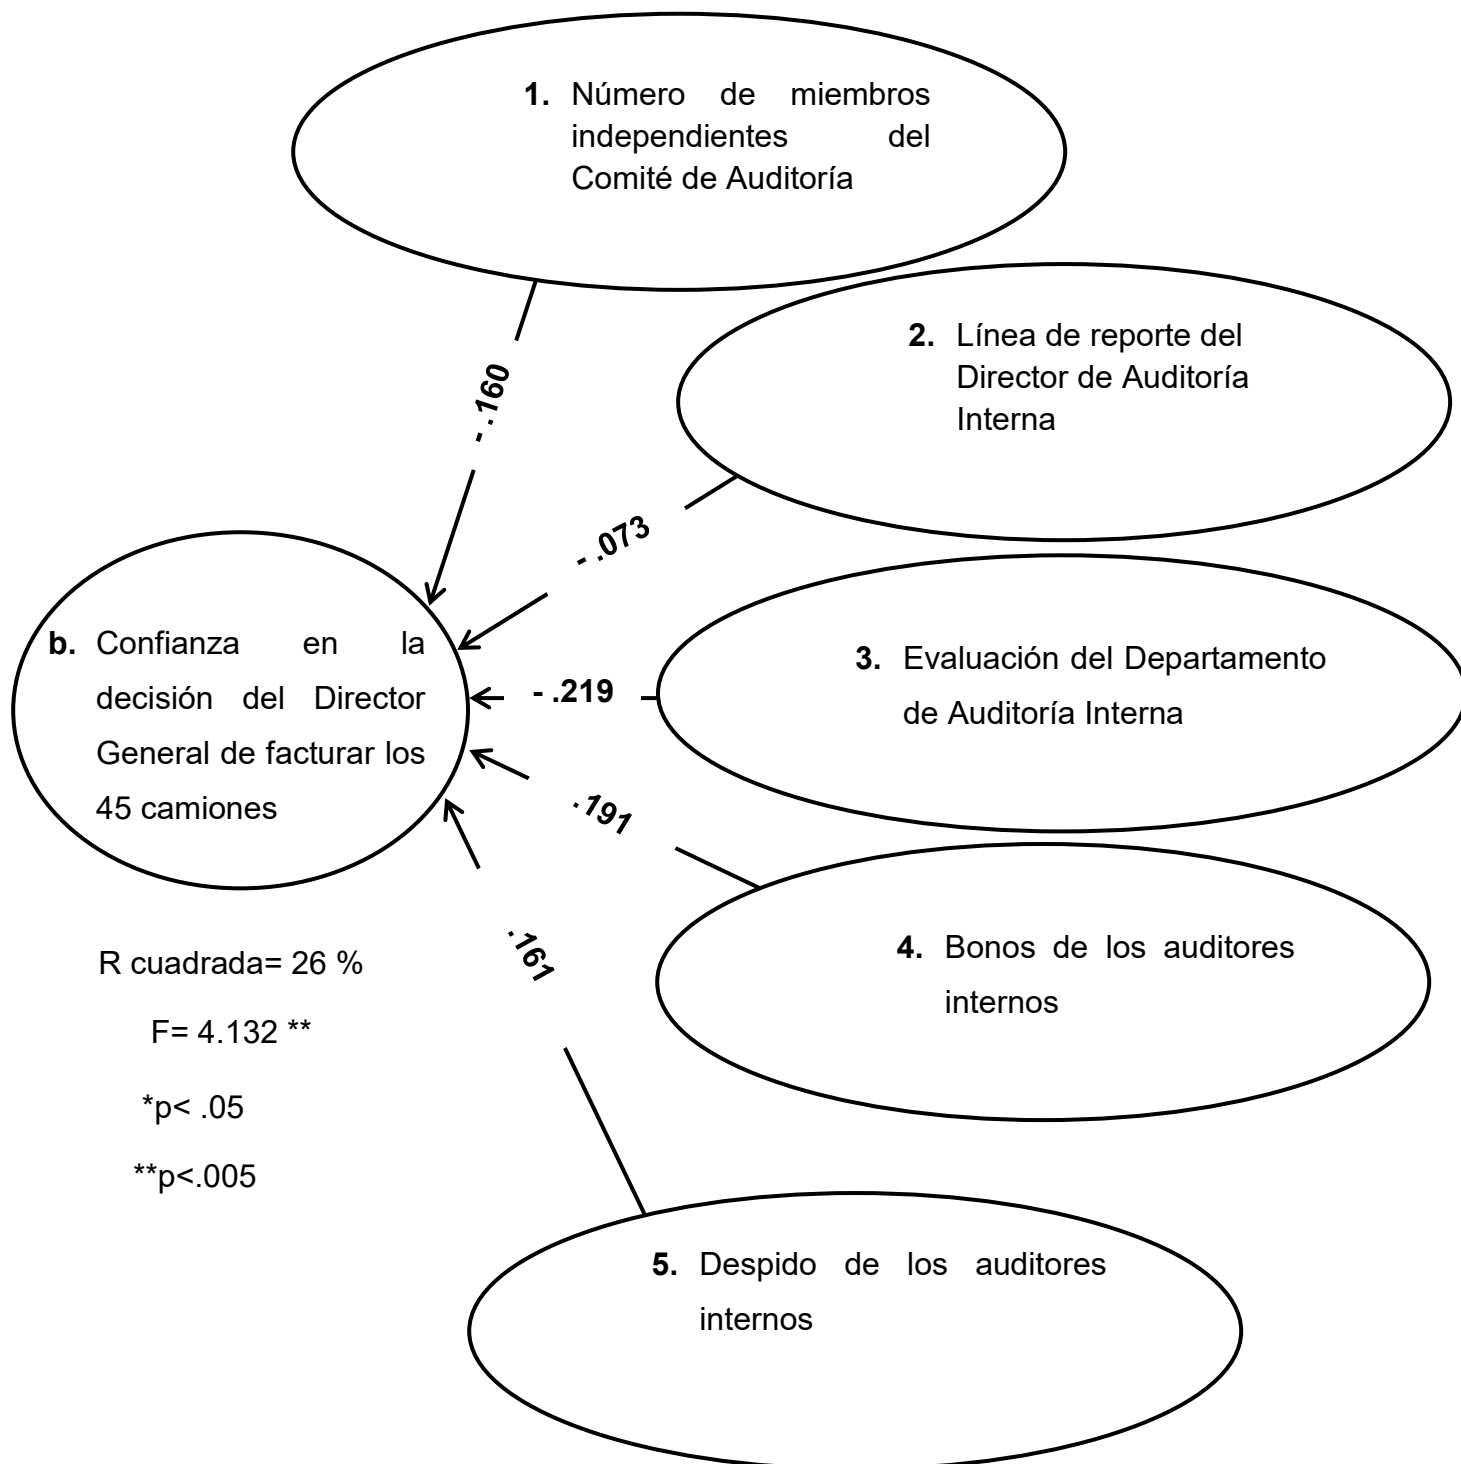 1. Número de miembros
independientes del
Comité de Auditoría
2. Línea de reporte del
Director de Auditoría
Interna
- .160
- .073
b. Confianza en la
decisión del Director
General de facturar los
45 camiones
- .219
3. Evaluación del Departamento
de Auditoría Interna
.191
.161
4. Bonos de los auditores
internos
R cuadrada= 26 %
F= 4.132 **
*p< .05
**p<.005
5. Despido de los auditores
internos